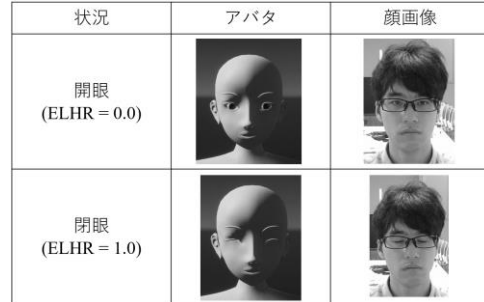 状況 アバタ 顔画像
開眼
(ELHR = 0.0)
閉眼
(ELHR = 1.0)